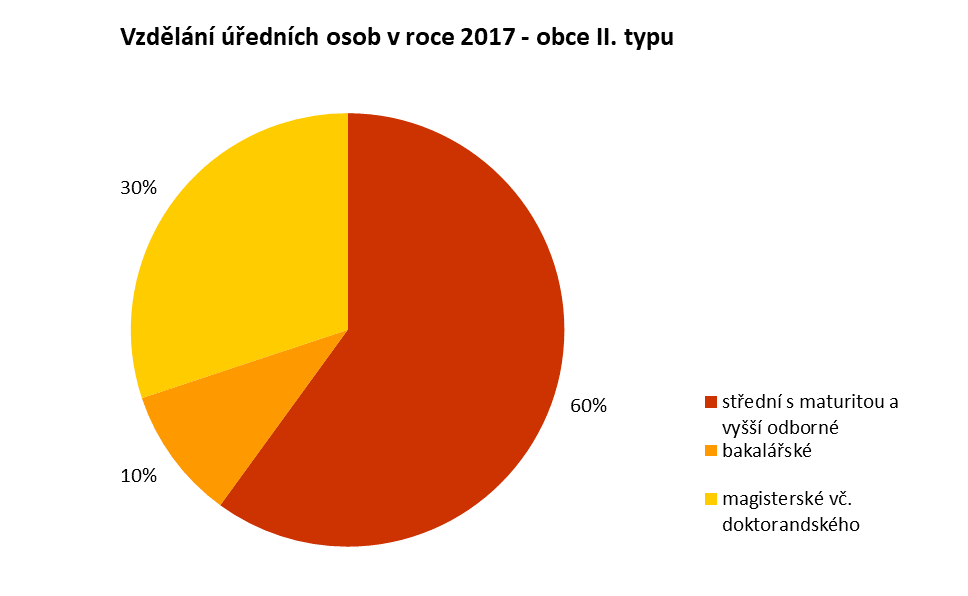 Vzdělání úředních osob v roce 2017 - obce II. typu
30%
60%
10%
střední s maturitou a
vyšší odborné
bakalářské
magisterské vč.
doktorandského